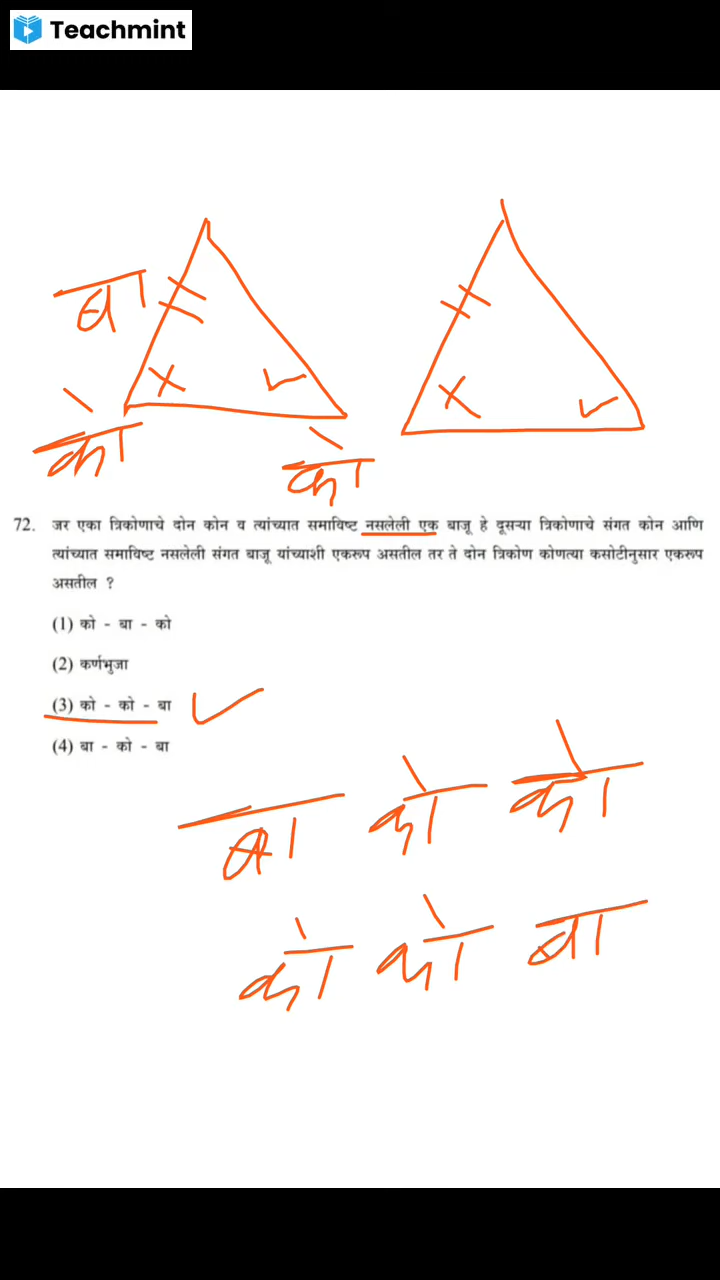 Teachmint
बा
को
को
72. जर एका त्रिकोणाचे दोन कोन व त्यांच्यात समाविष्ट नसलेली एक बाजू हे दूसऱ्या त्रिकोणाचे संगत कोन आणि
त्यांच्यात समाविष्ट नसलेली संगत बाजू यांच्याशी एकरूप असतील तर ते दोन त्रिकोण कोणत्या कसोटीनुसार एकरूप
असतील ?
(1) को - बा - को
(2) कर्णभुजा
(3) को - को - बा
(4) बा - को - बा
बा को को
को को बा